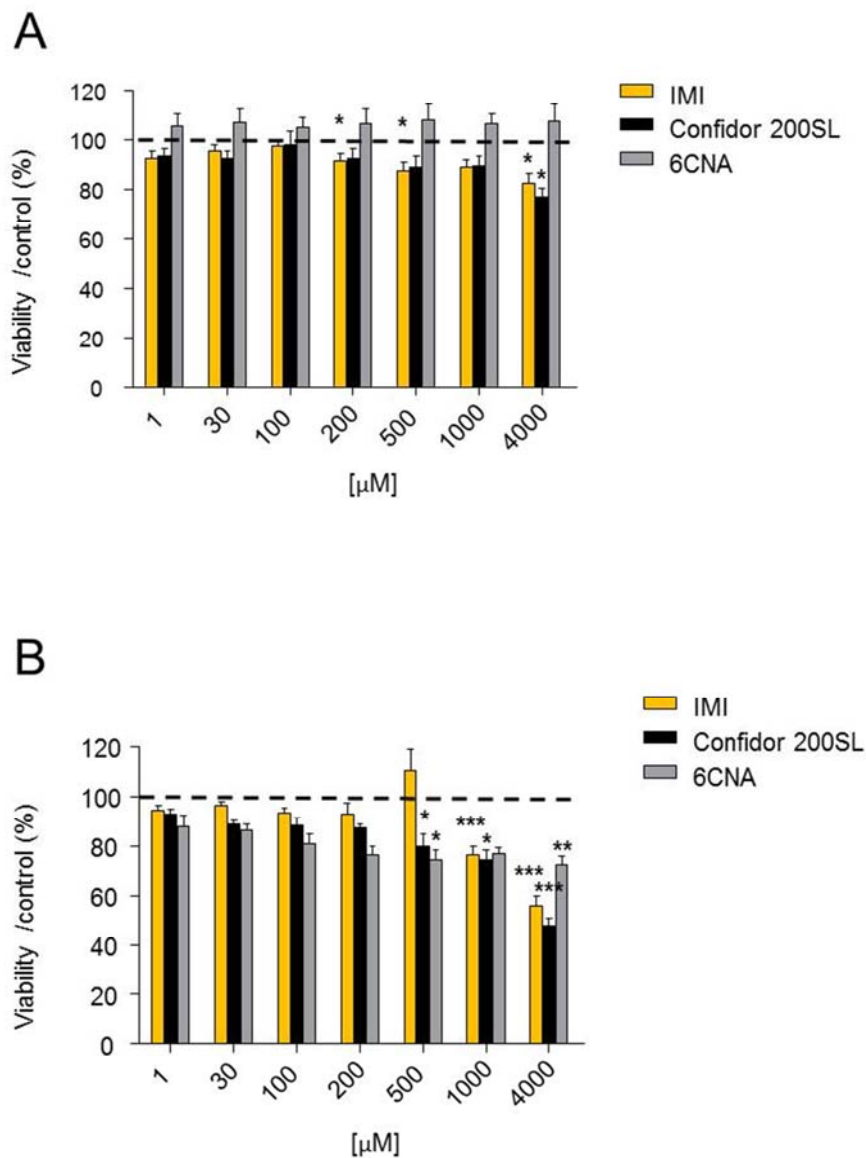 A
IMI
Confidor 200SL
6CNA
Viability /control (%)
120
100
80
60
40
20
0
* *
* *
1 30 100 200 500 1000 4000
[μM]
B
IMI
Confidor 200SL
6CNA
Viability /control (%)
120
100
80
60
40
20
0
* * *** * *** *** **
1 30 100 200 500 1000 4000
[μM]